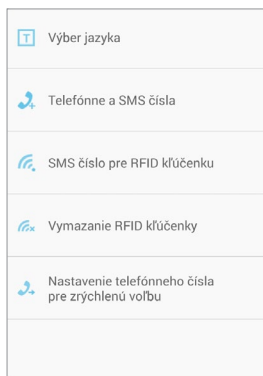 T
Výber jazyka
Telefónne a SMS čísla
SMS číslo pre RFID kľúčenku
Vymazanie RFID kľúčenky
Nastavenie telefónneho čísla
pre zrýchlenú voľbu